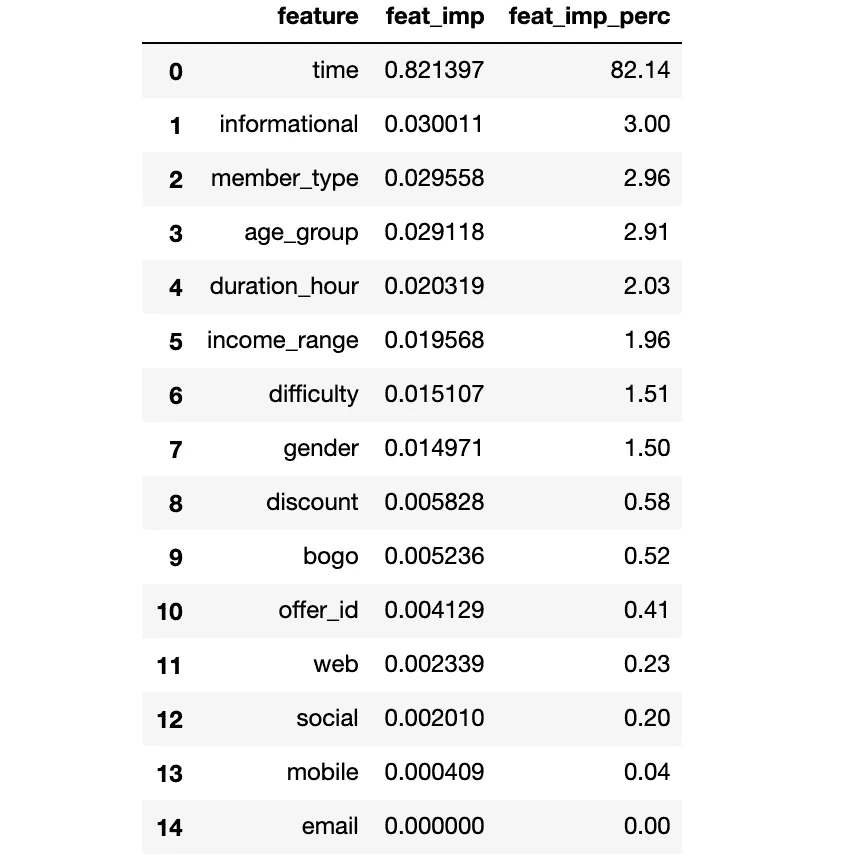 feature feat_imp feat_imp_perc
0 time 0.821397 82.14
1 informational 0.030011 3.00
2 member_type 0.029558 2.96
3 age_group 0.029118 2.91
4 duration_hour 0.020319 2.03
5 income_range 0.019568 1.96
6 difficulty 0.015107 1.51
7 gender 0.014971 1.50
8 discount 0.005828 0.58
9 bogo 0.005236 0.52
10 offer_id 0.004129 0.41
11 web 0.002339 0.23
12 social 0.002010 0.20
13 mobile 0.000409 0.04
14 email 0.000000 0.00